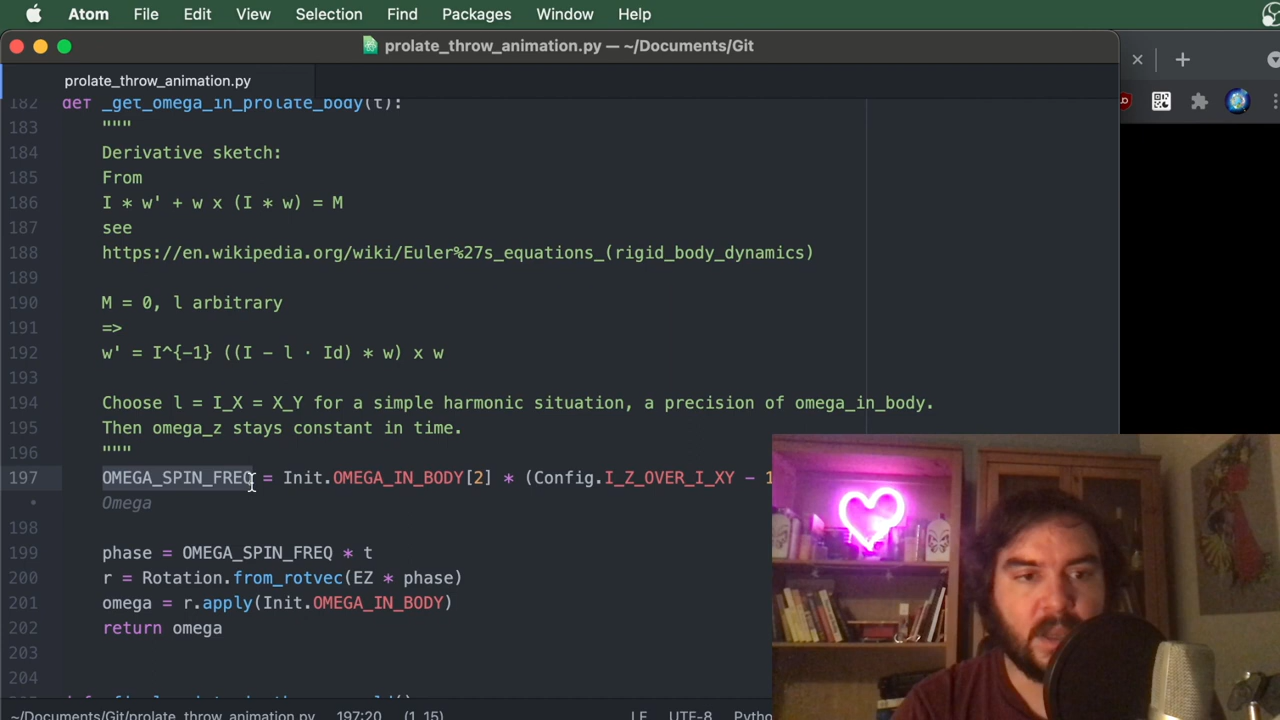 Atom File Edit View Selection Find Packages Window Help
prolate_throw_animation.py — ~/Documents/Git
prolate_throw_animation.py
182 def _get_omega_in_prolate_body(t):
183 """
184 Derivative sketch:
185 From
186 I * w' + w x (I * w) = M
187 see
188 https://en.wikipedia.org/wiki/Euler%27s_equations_(rigid_body_dynamics)
189
190 M = 0, l arbitrary
191 =>
192 w' = I^{-1} ((I - l · Id) * w) x w
193
194 Choose l = I_X = X_Y for a simple harmonic situation, a precision of omega_in_body.
195 Then omega_z stays constant in time.
196 """
197 OMEGA_SPIN_FREQ = Init.OMEGA_IN_BODY[2] * (Config.I_Z_OVER_I_XY - 1
• Omega
198
199 phase = OMEGA_SPIN_FREQ * t
200 r = Rotation.from_rotvec(EZ * phase)
201 omega = r.apply(Init.OMEGA_IN_BODY)
202 return omega
203
204
~/Documents/Git/prolate_throw_animation.py 197:20 (1, 15) LF UTF-8 Python